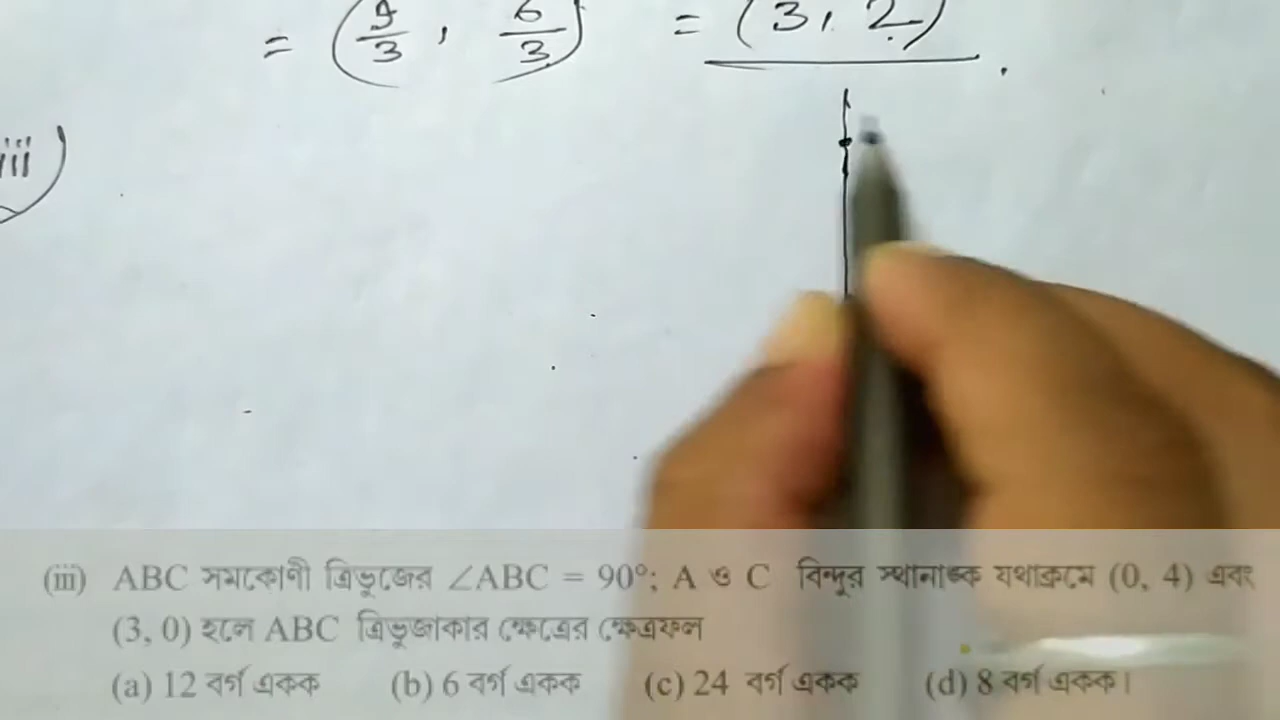 = (9/3, 6/3) = (3, 2).
iii)
(iii) ABC সমকোণী ত্রিভুজের ∠ABC = 90°; A ও C বিন্দুর স্থানাঙ্ক যথাক্রমে (0, 4) এবং
(3, 0) হলে ABC ত্রিভুজাকার ক্ষেত্রের ক্ষেত্রফল
(a) 12 বর্গ একক (b) 6 বর্গ একক (c) 24 বর্গ একক (d) 8 বর্গ একক।